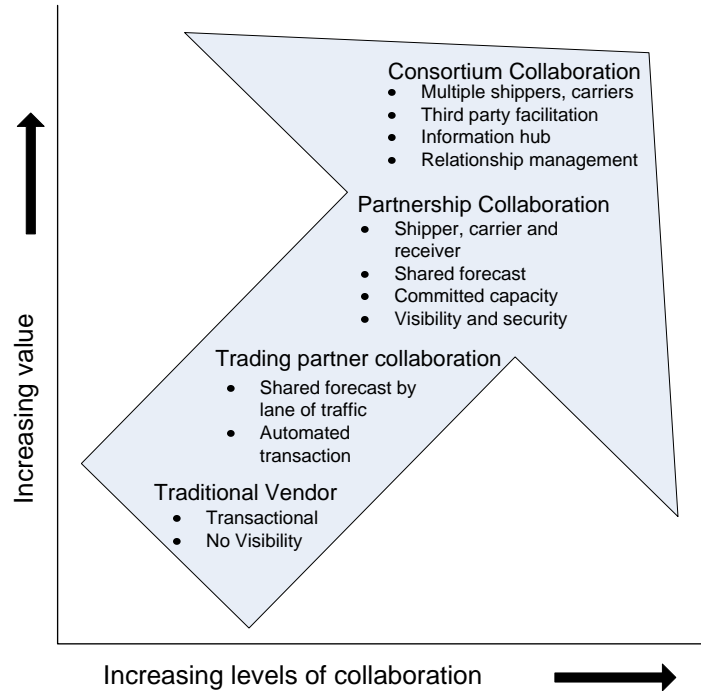 Consortium Collaboration
• Multiple shippers, carriers
• Third party facilitation
• Information hub
• Relationship management
Partnership Collaboration
• Shipper, carrier and
receiver
• Shared forecast
• Committed capacity
• Visibility and security
Trading partner collaboration
• Shared forecast by
lane of traffic
• Automated
transaction
Traditional Vendor
• Transactional
• No Visibility
Increasing value
Increasing levels of collaboration